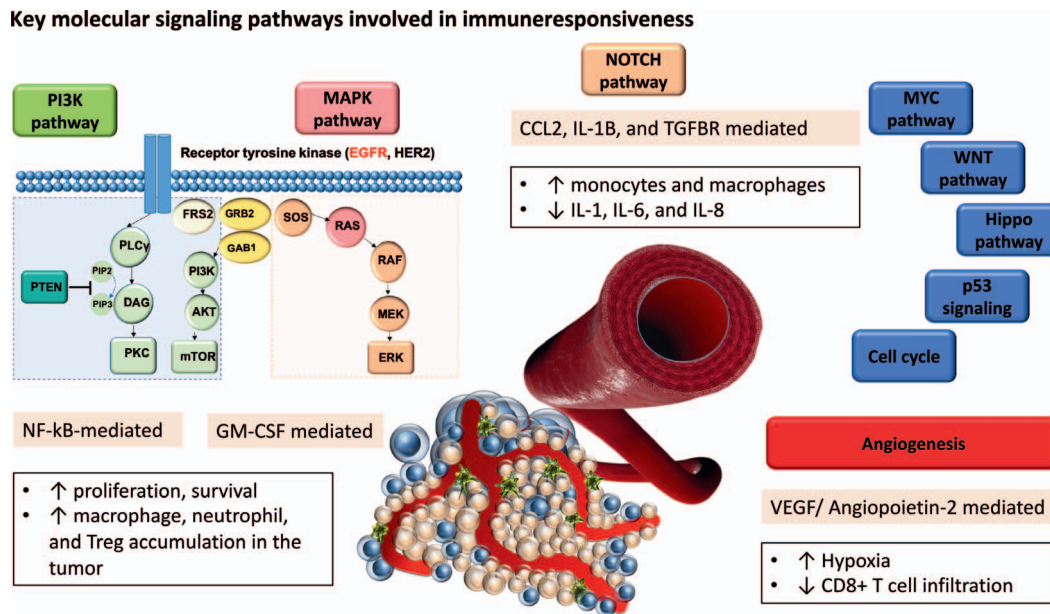 Key molecular signaling pathways involved in immuneresponsiveness
PI3K
pathway
MAPK
pathway
Receptor tyrosine kinase (EGFR, HER2)
FRS2
GRB2
GAB1
SOS
RAS
RAF
MEK
ERK
PLCγ
PTEN
PIP2
PIP3
DAG
PKC
PI3K
AKT
mTOR
NF-kB-mediated
GM-CSF mediated
• ↑ proliferation, survival
• ↑ macrophage, neutrophil,
and Treg accumulation in the
tumor
NOTCH
pathway
CCL2, IL-1B, and TGFBR mediated
• ↑ monocytes and macrophages
• ↓ IL-1, IL-6, and IL-8
MYC
pathway
WNT
pathway
Hippo
pathway
p53
signaling
Cell cycle
Angiogenesis
VEGF/ Angiopoietin-2 mediated
• ↑ Hypoxia
• ↓ CD8+ T cell infiltration